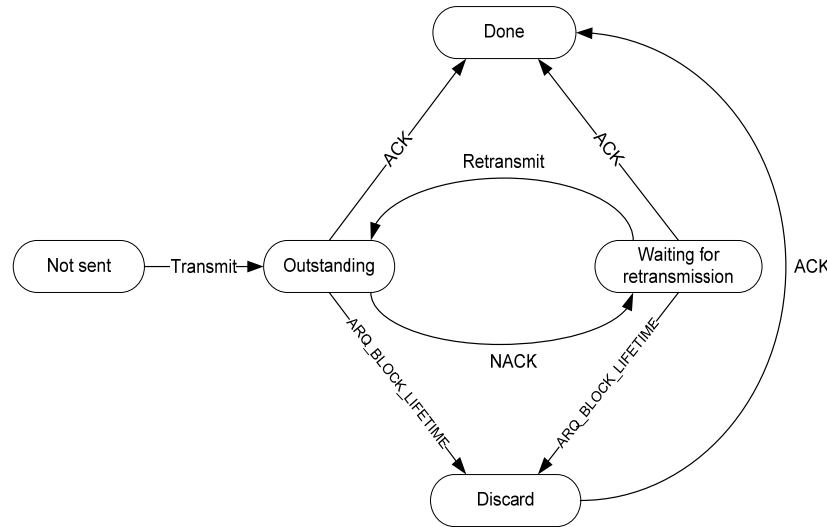 Done
ACK
ACK
Retransmit
Not sent
Transmit
Outstanding
Waiting for
retransmission
ACK
NACK
ARQ_BLOCK_LIFETIME
ARQ_BLOCK_LIFETIME
Discard